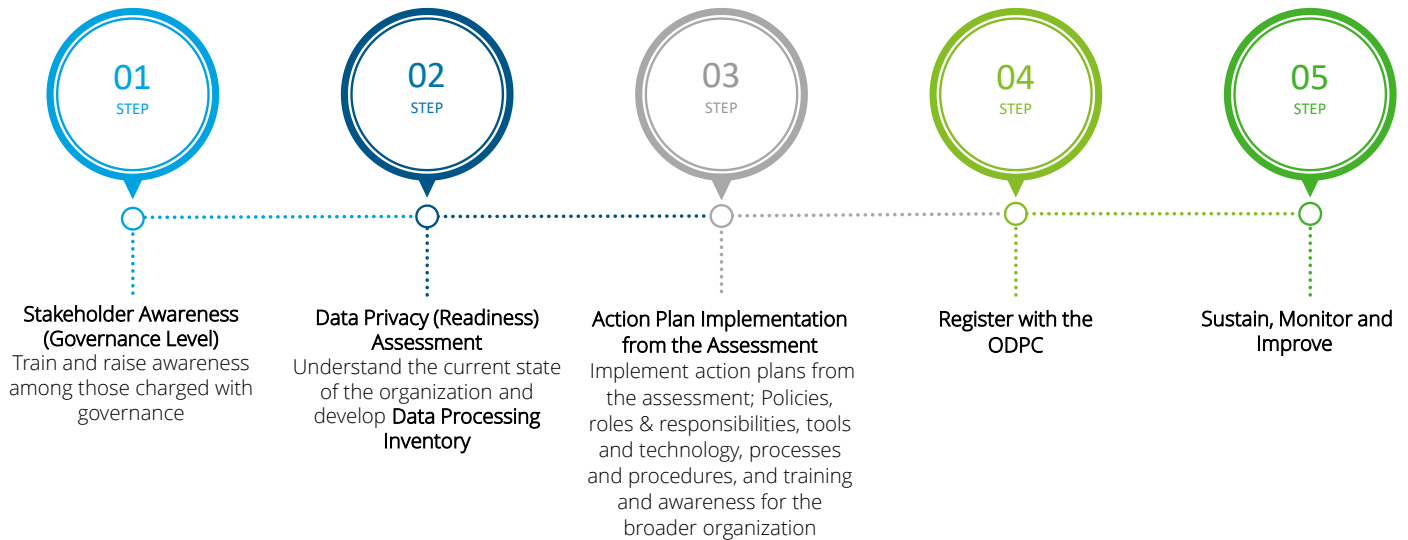 01
STEP
02
STEP
03
STEP
04
STEP
05
STEP
Stakeholder Awareness
(Governance Level)
Train and raise awareness
among those charged with
governance
Data Privacy (Readiness)
Assessment
Understand the current state
of the organization and
develop Data Processing
Inventory
Action Plan Implementation
from the Assessment
Implement action plans from
the assessment; Policies,
roles & responsibilities, tools
and technology, processes
and procedures, and training
and awareness for the
broader organization
Register with the
ODPC
Sustain, Monitor and
Improve